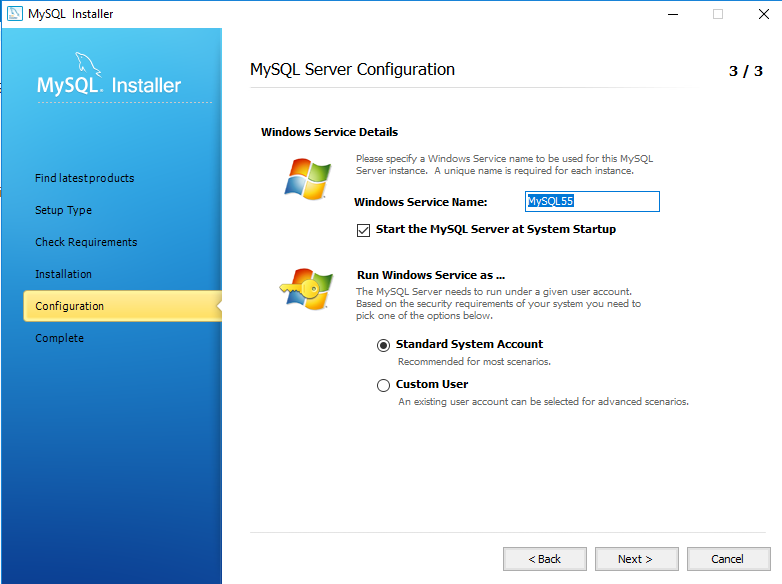 MySQL Installer
MySQL. Installer
Find latest products
Setup Type
Check Requirements
Installation
Configuration
Complete
MySQL Server Configuration
3 / 3
Windows Service Details
Please specify a Windows Service name to be used for this MySQL
Server instance. A unique name is required for each instance.
Windows Service Name:
MySQL55
Start the MySQL Server at System Startup
Run Windows Service as ...
The MySQL Server needs to run under a given user account.
Based on the security requirements of your system you need to
pick one of the options below.
Standard System Account
Recommended for most scenarios.
Custom User
An existing user account can be selected for advanced scenarios.
< Back
Next >
Cancel